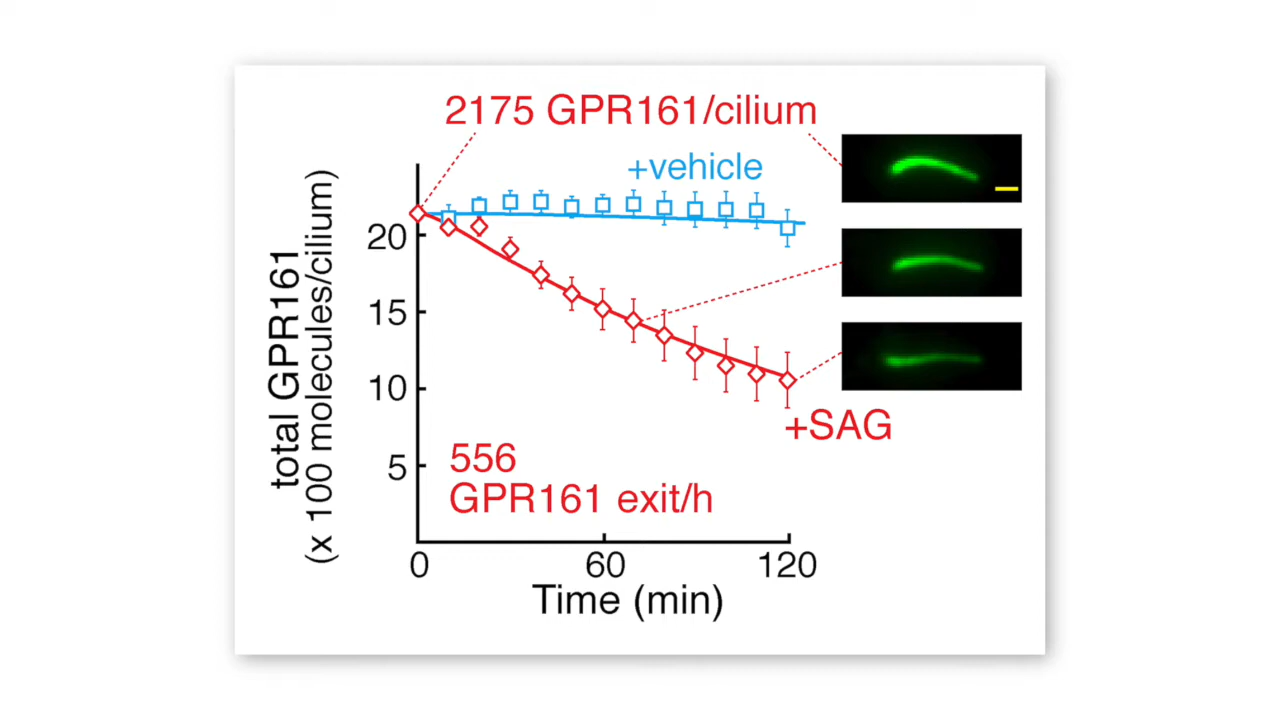 2175 GPR161/cilium
+vehicle
total GPR161
(x 100 molecules/cilium)
20
15
10
5
+SAG
556
GPR161 exit/h
0
60
120
Time (min)